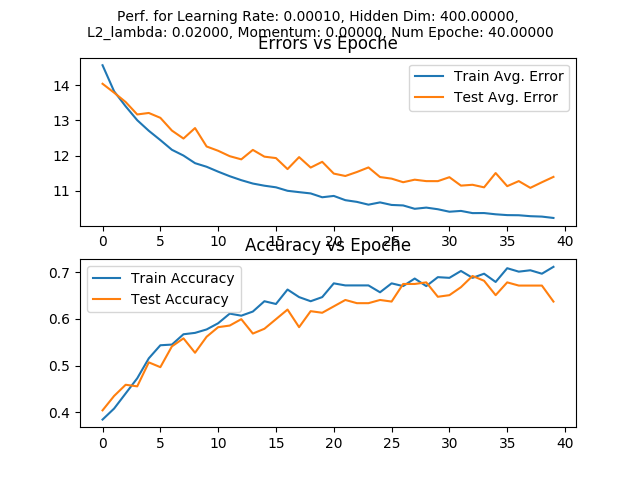 Perf. for Learning Rate: 0.00010, Hidden Dim: 400.00000,
L2_lambda: 0.02000, Momentum: 0.00000, Num Epoche: 40.00000
Errors vs Epoche
14
13
12
11
Train Avg. Error
Test Avg. Error
0 5 10 15 20 25 30 35 40
Accuracy vs Epoche
0.7
0.6
0.5
0.4
Train Accuracy
Test Accuracy
0 5 10 15 20 25 30 35 40